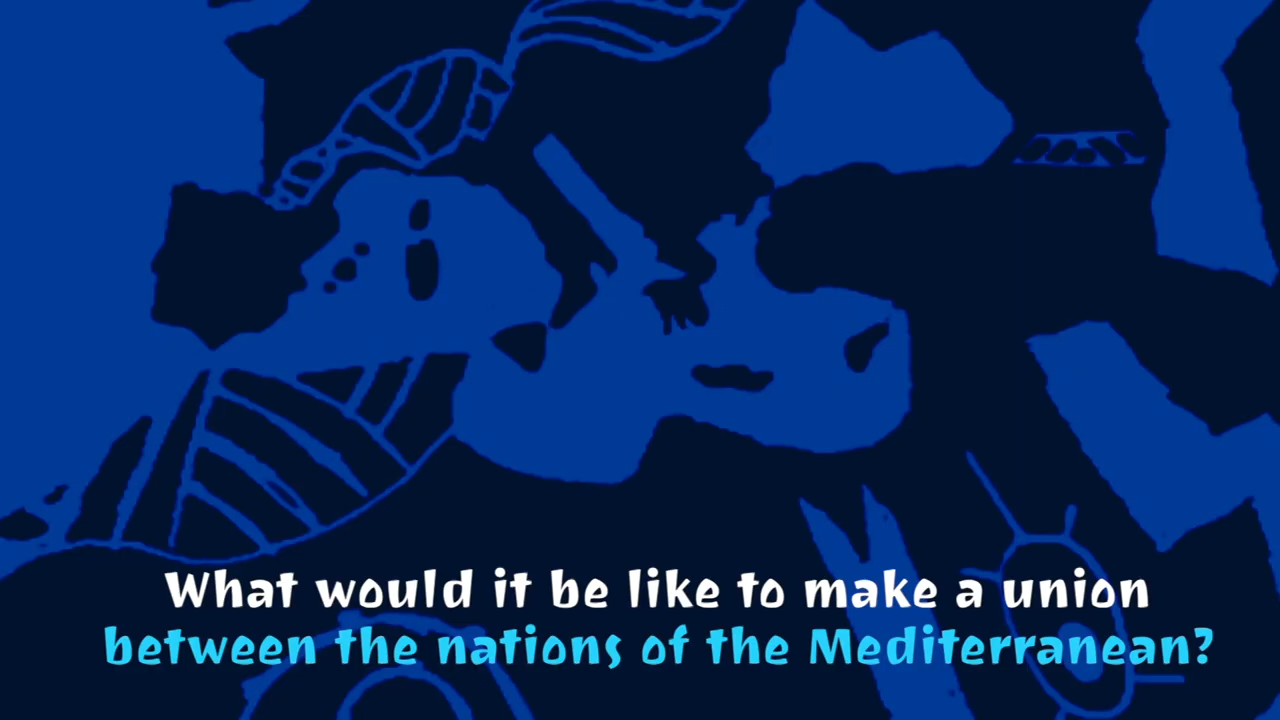 What would it be like to make a union
between the nations of the Mediterranean?